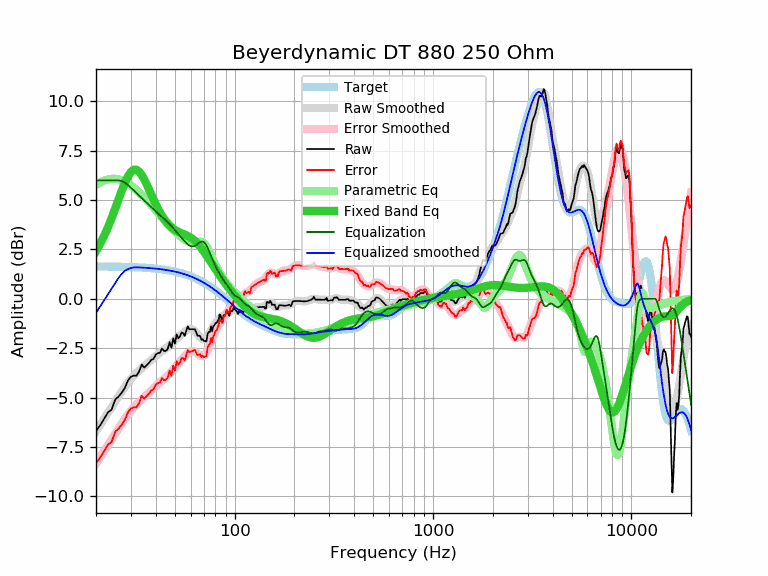 Beyerdynamic DT 880 250 Ohm
Target
Raw Smoothed
Error Smoothed
Raw
Error
Parametric Eq
Fixed Band Eq
Equalization
Equalized smoothed
10.0
7.5
5.0
2.5
0.0
−2.5
−5.0
−7.5
−10.0
Amplitude (dBr)
100 1000 10000
Frequency (Hz)